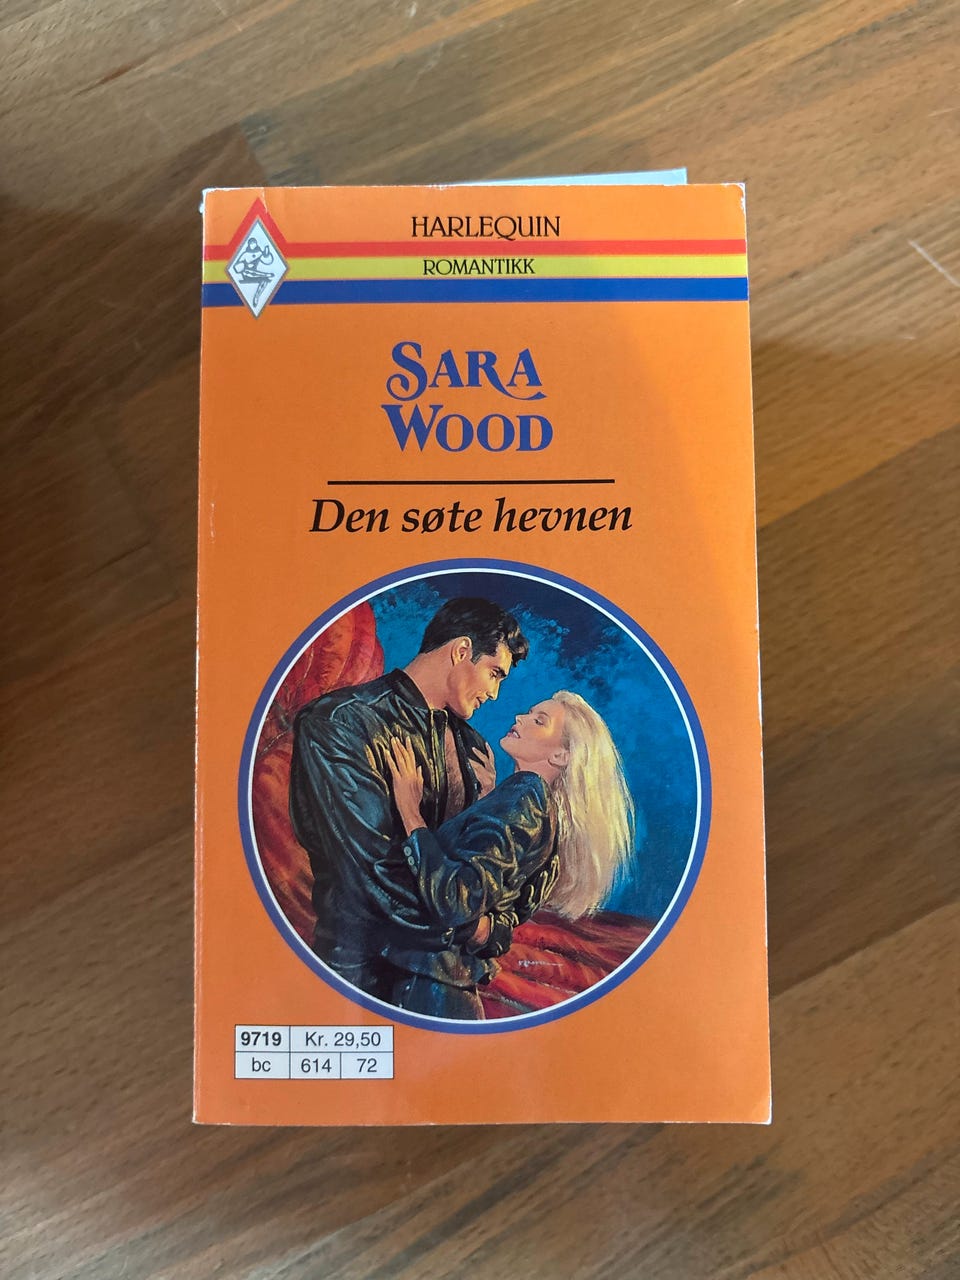 HARLEQUIN
ROMANTIKK
SARA
WOOD
Den søte hevnen
9719 Kr. 29,50
bc 614 72